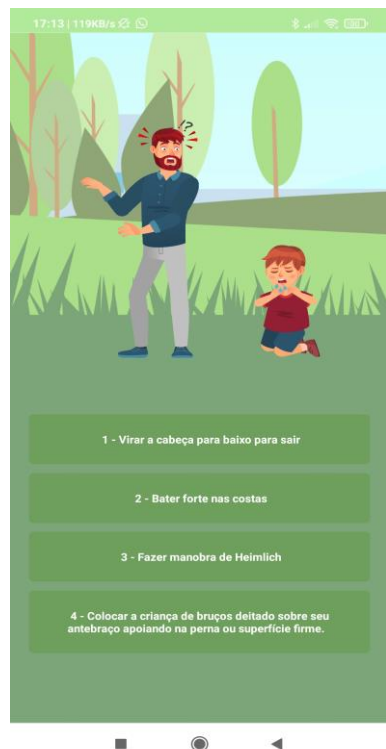 17:13 | 119KB/s
!?
1 - Virar a cabeça para baixo para sair
2 - Bater forte nas costas
3 - Fazer manobra de Heimlich
4 - Colocar a criança de bruços deitado sobre seu
antebraço apoiando na perna ou superfície firme.